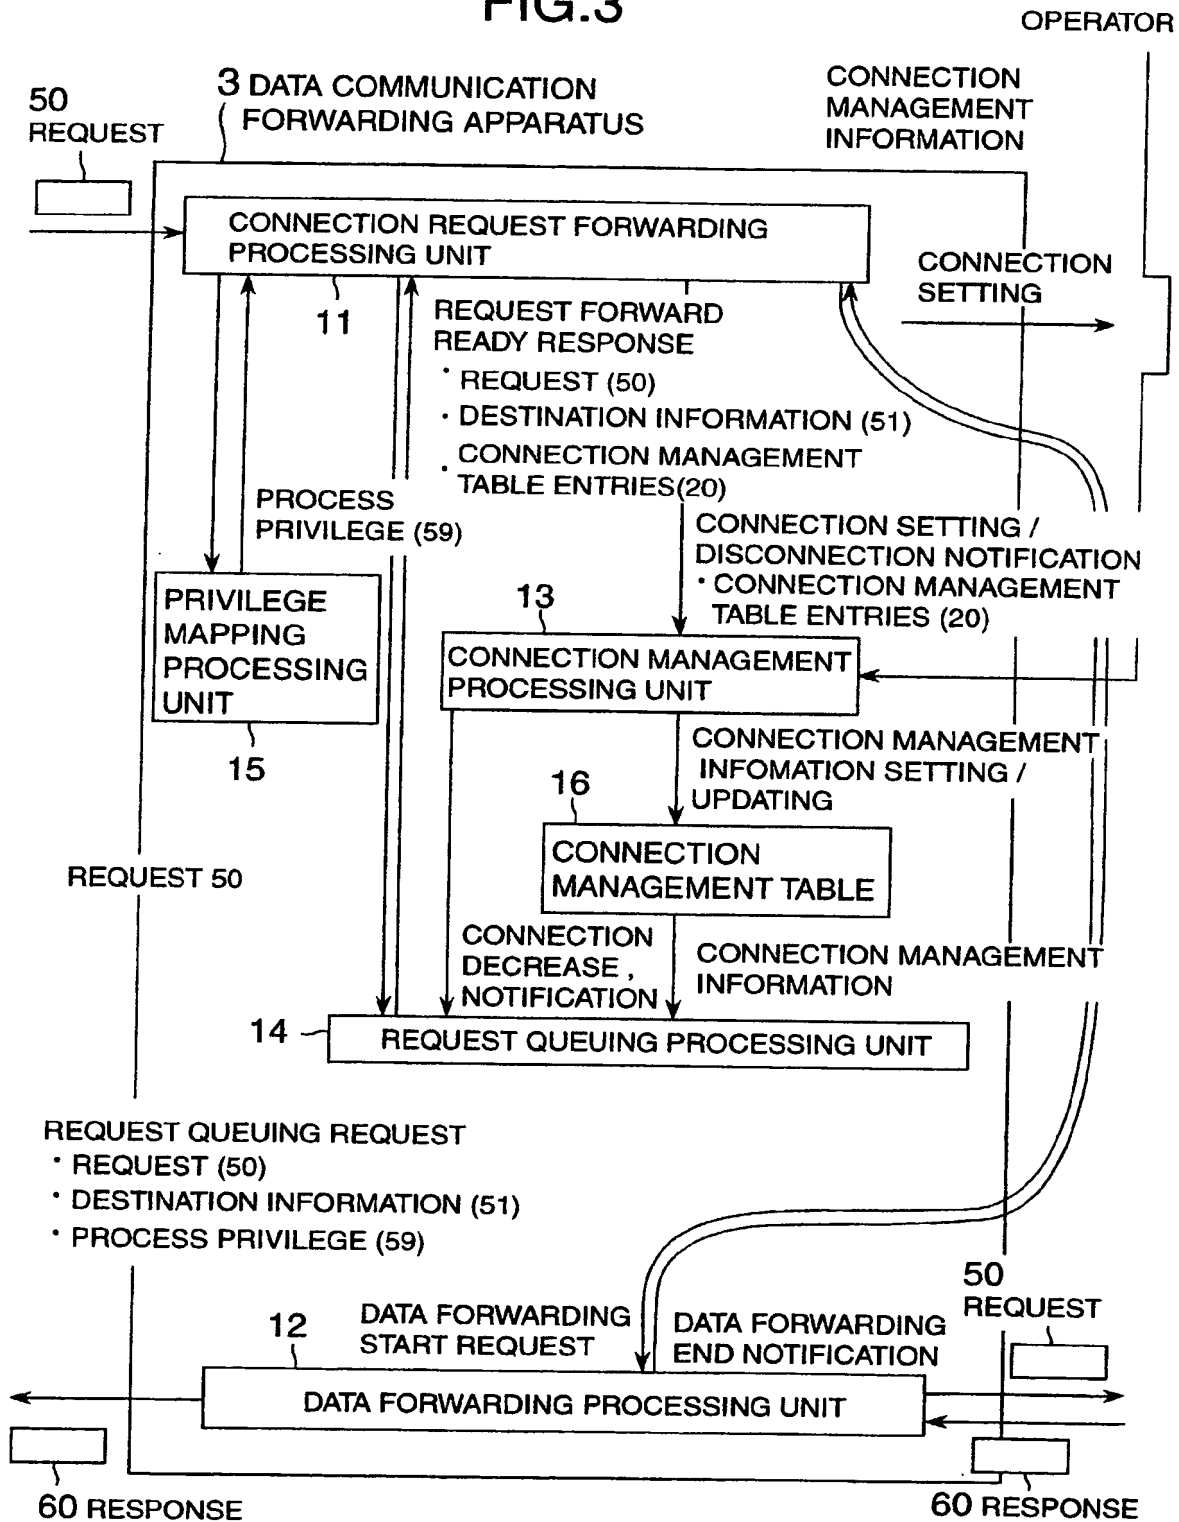 FIG.3
OPERATOR
3 DATA COMMUNICATION
FORWARDING APPARATUS
CONNECTION
MANAGEMENT
INFORMATION
50
REQUEST
CONNECTION REQUEST FORWARDING
PROCESSING UNIT
11
CONNECTION
SETTING
REQUEST FORWARD
READY RESPONSE
・REQUEST (50)
・DESTINATION INFORMATION (51)
・CONNECTION MANAGEMENT
TABLE ENTRIES(20)
PROCESS
PRIVILEGE (59)
CONNECTION SETTING /
DISCONNECTION NOTIFICATION
・CONNECTION MANAGEMENT
TABLE ENTRIES (20)
PRIVILEGE
MAPPING
PROCESSING
UNIT
15
13
CONNECTION MANAGEMENT
PROCESSING UNIT
CONNECTION MANAGEMENT
INFOMATION SETTING /
UPDATING
16
CONNECTION
MANAGEMENT TABLE
REQUEST 50
CONNECTION
DECREASE ,
NOTIFICATION
CONNECTION MANAGEMENT
INFORMATION
14
REQUEST QUEUING PROCESSING UNIT
REQUEST QUEUING REQUEST
・REQUEST (50)
・DESTINATION INFORMATION (51)
・PROCESS PRIVILEGE (59)
12
DATA FORWARDING
START REQUEST
DATA FORWARDING
END NOTIFICATION
50
REQUEST
DATA FORWARDING PROCESSING UNIT
60 RESPONSE
60 RESPONSE